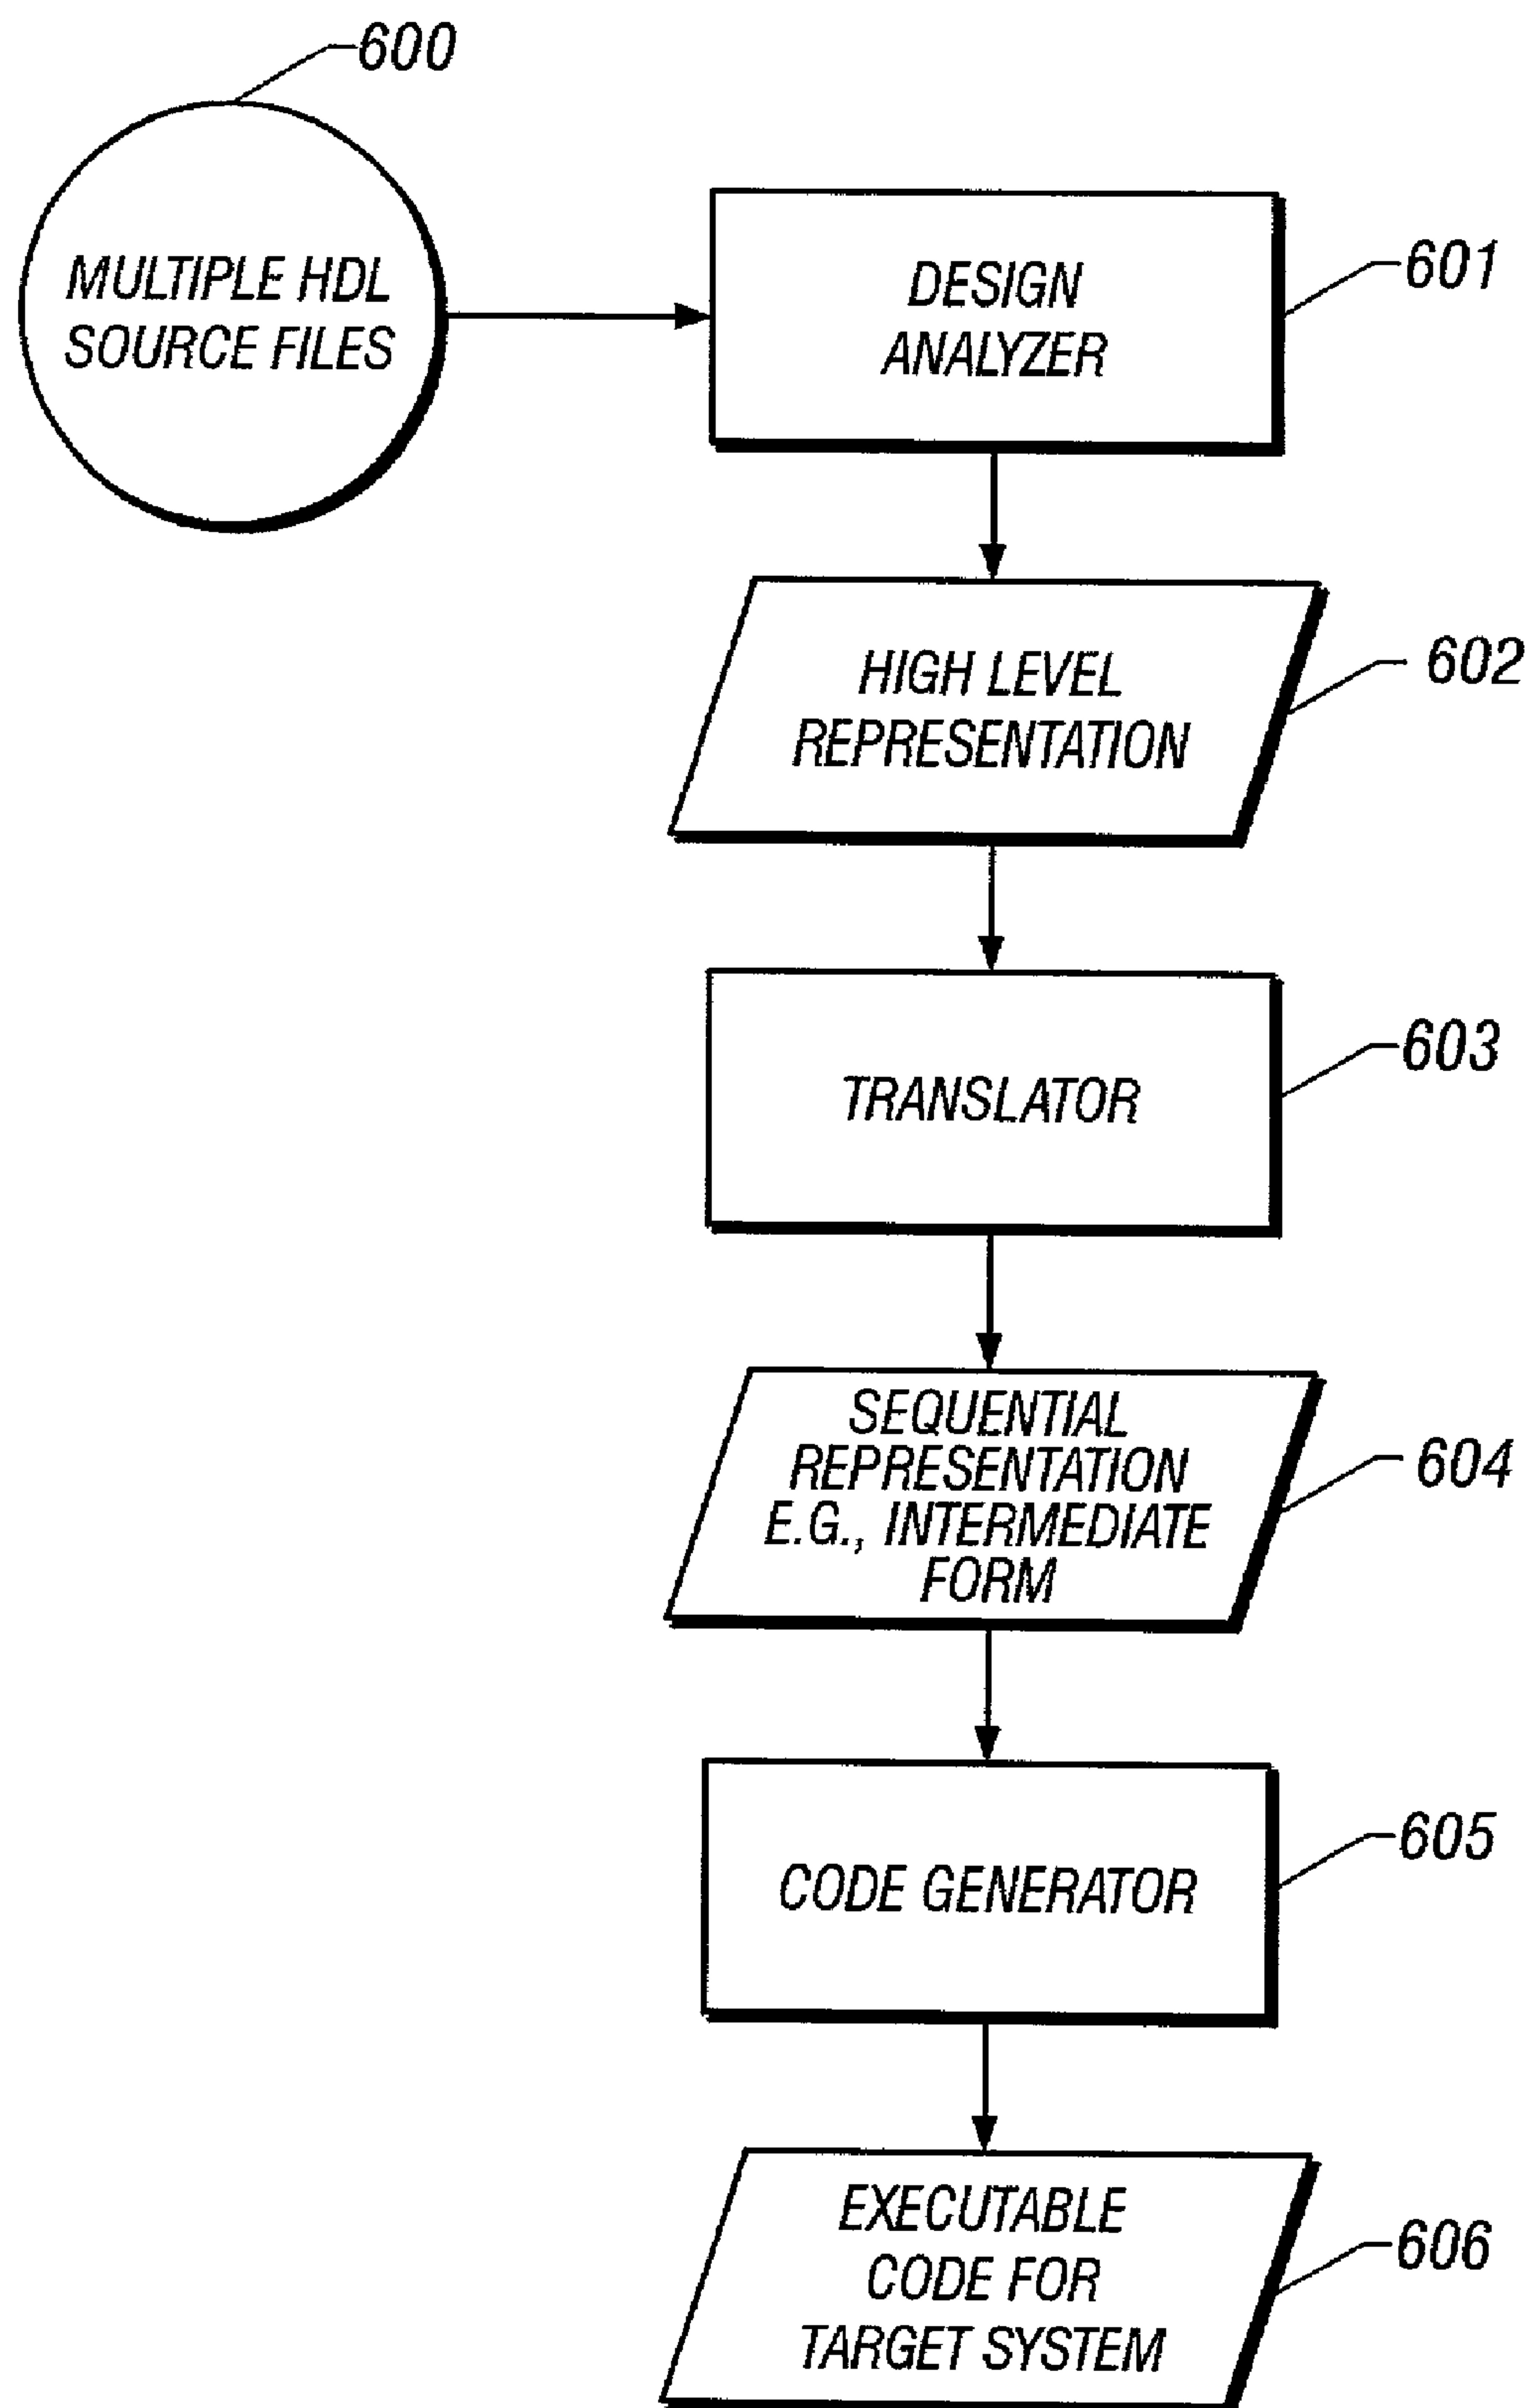 600
MULTIPLE HDL
SOURCE FILES
DESIGN
ANALYZER
601
HIGH LEVEL
REPRESENTATION
602
TRANSLATOR
603
SEQUENTIAL
REPRESENTATION
E.G., INTERMEDIATE
FORM
604
CODE GENERATOR
605
EXECUTABLE
CODE FOR
TARGET SYSTEM
606